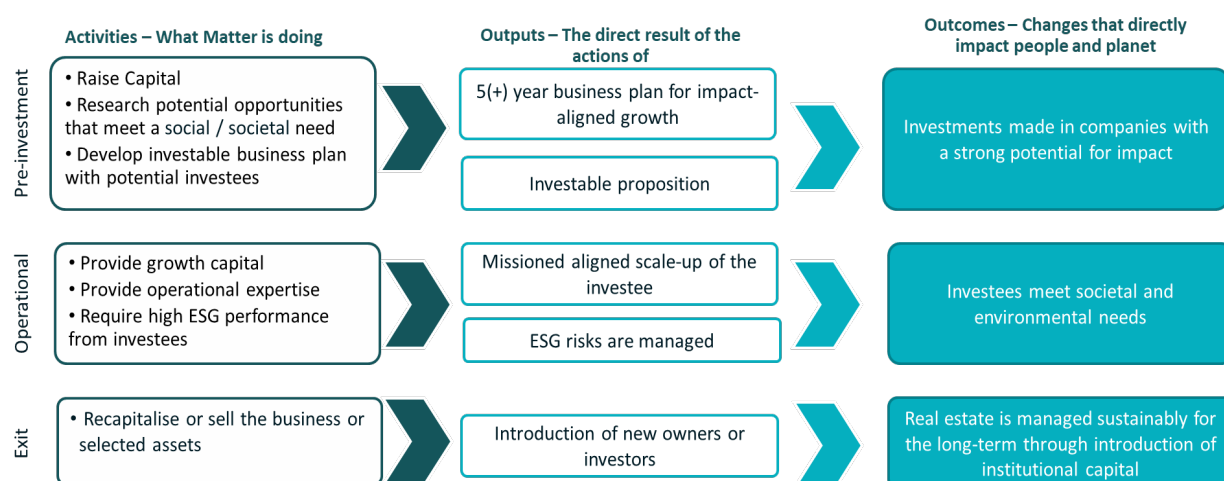 Activities – What Matter is doing
Outputs – The direct result of the
actions of
Outcomes – Changes that directly
impact people and planet
Pre-investment
• Raise Capital
• Research potential opportunities
that meet a social / societal need
• Develop investable business plan
with potential investees
5(+) year business plan for impact-
aligned growth
Investable proposition
Investments made in companies with
a strong potential for impact
Operational
• Provide growth capital
• Provide operational expertise
• Require high ESG performance
from investees
Missioned aligned scale-up of the
investee
ESG risks are managed
Investees meet societal and
environmental needs
Exit
• Recapitalise or sell the business or
selected assets
Introduction of new owners or
investors
Real estate is managed sustainably for
the long-term through introduction of
institutional capital